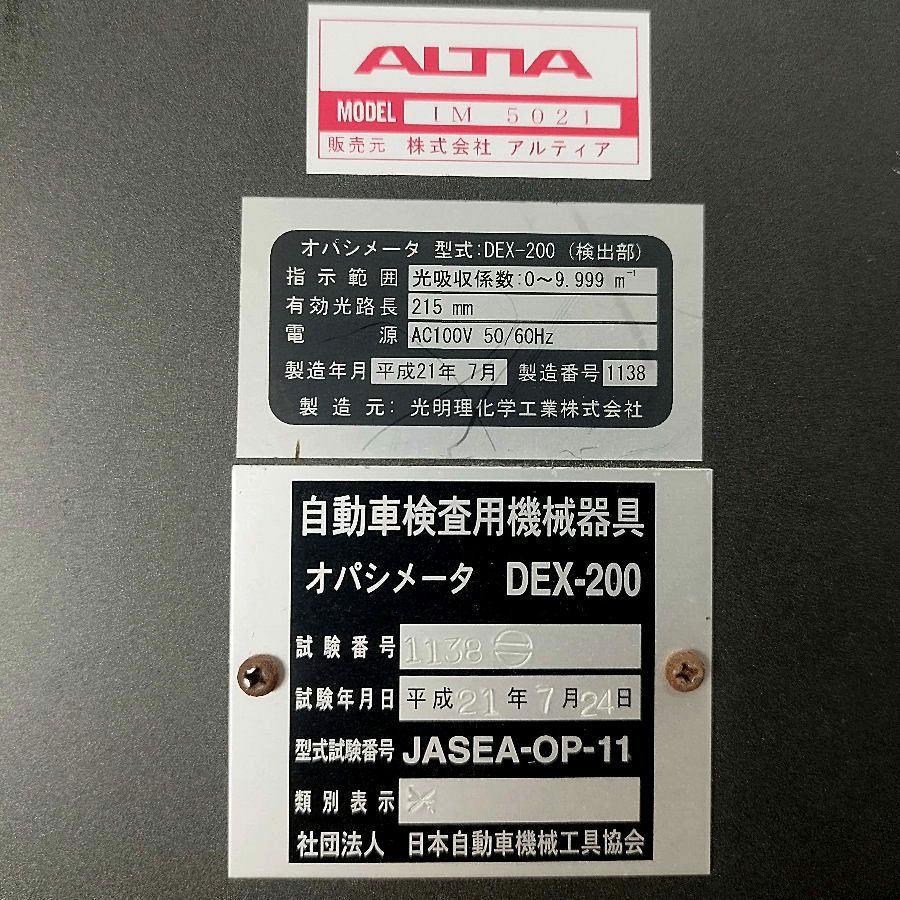 ALTIA
MODEL IM 5021
販売元 株式会社 アルティア
オパシメータ 型式:DEX-200 (検出部)
指示範囲 光吸収係数:0～9.999 m⁻¹
有効光路長 215 mm
電源 AC100V 50/60Hz
製造年月 平成21年 7月 製造番号 1138
製造元: 光明理化学工業株式会社
自動車検査用機械器具
オパシメータ DEX-200
試験番号 1138
試験年月日 平成21年7月24日
型式試験番号 JASEA-OP-11
類別表示
社団法人 日本自動車機械工具協会